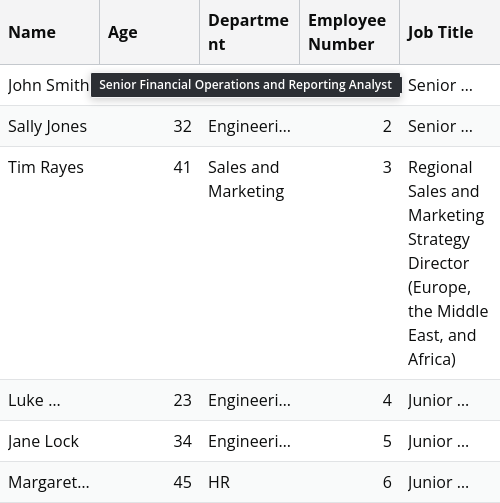 Name Age Departme Employee Job Title
nt Number
John Smith Senior Financial Operations and Reporting Analyst Senior ...
Sally Jones 32 Engineeri... 2 Senior ...
Tim Rayes 41 Sales and 3 Regional
Marketing Sales and
Marketing
Strategy
Director
(Europe,
the Middle
East, and
Africa)
Luke ... 23 Engineeri... 4 Junior ...
Jane Lock 34 Engineeri... 5 Junior ...
Margaret... 45 HR 6 Junior ...